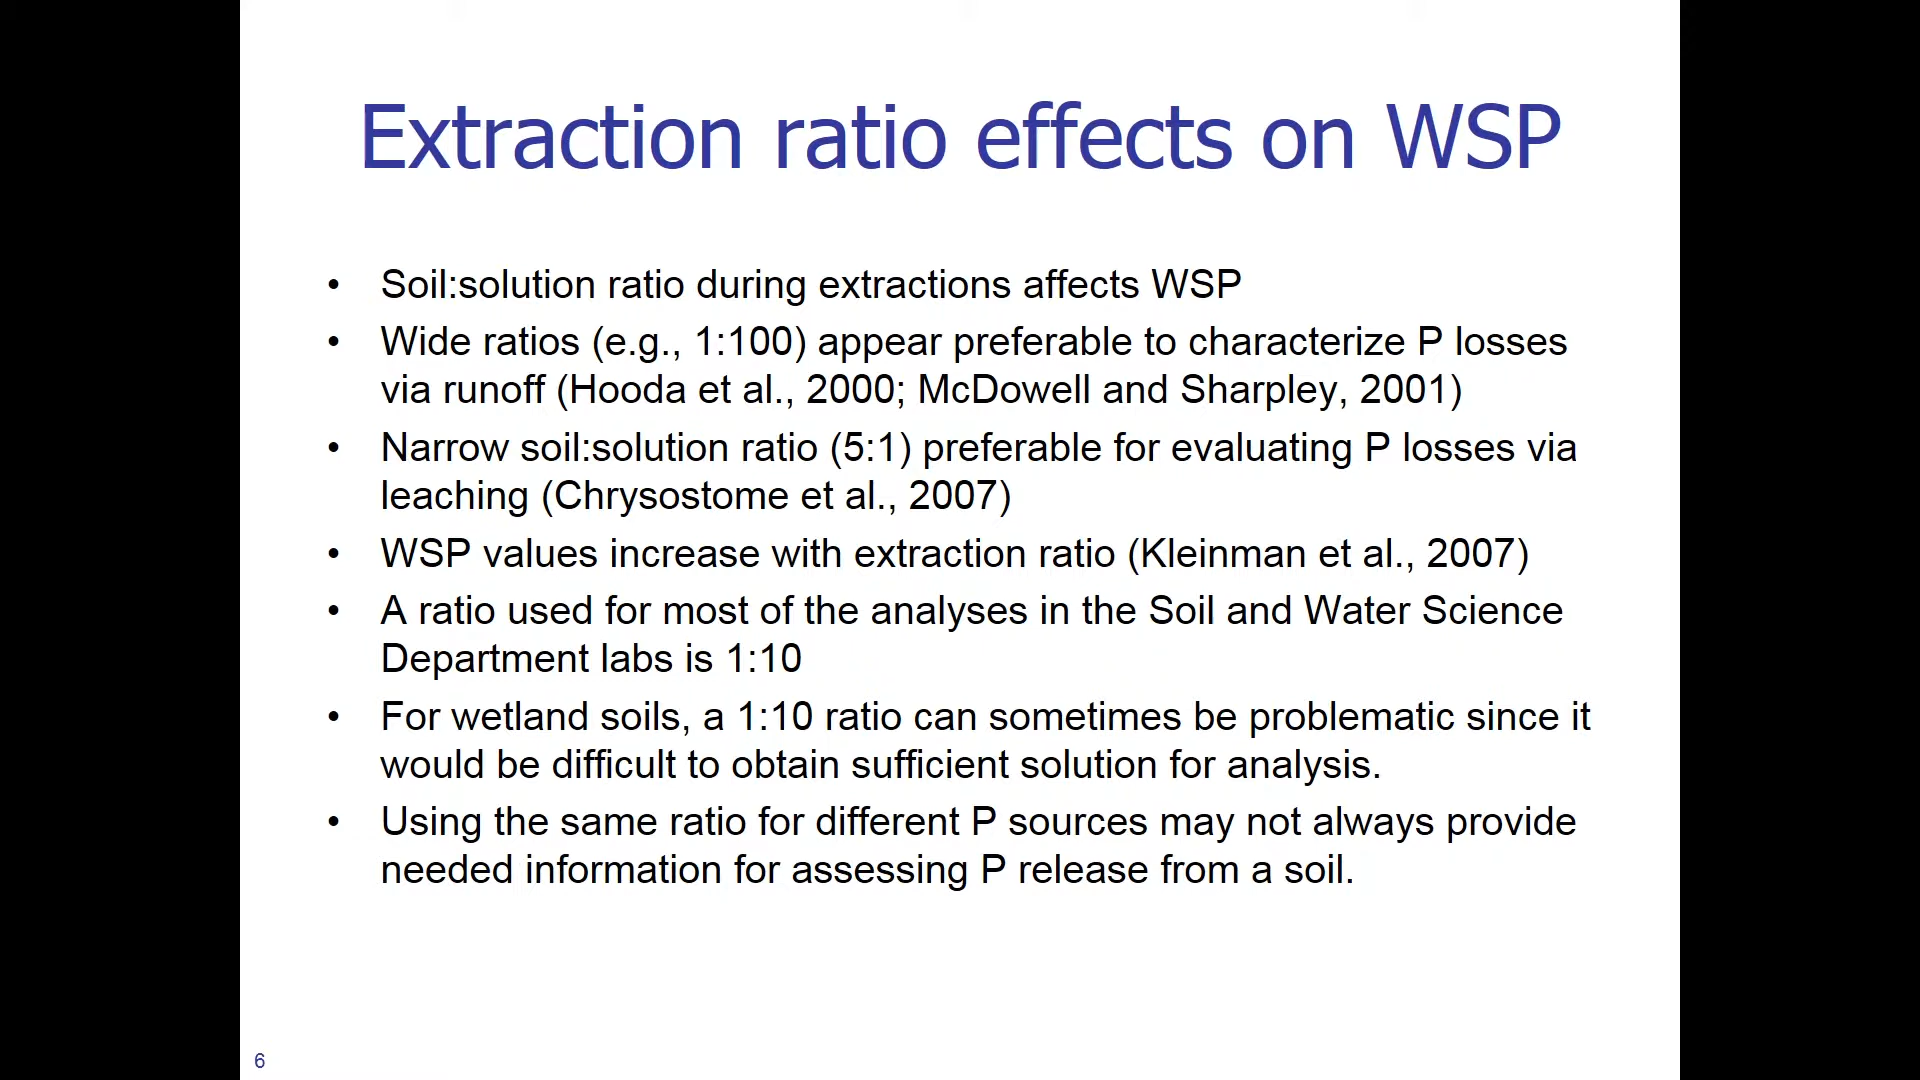 Extraction ratio effects on WSP
• Soil:solution ratio during extractions affects WSP
• Wide ratios (e.g., 1:100) appear preferable to characterize P losses
via runoff (Hooda et al., 2000; McDowell and Sharpley, 2001)
• Narrow soil:solution ratio (5:1) preferable for evaluating P losses via
leaching (Chrysostome et al., 2007)
• WSP values increase with extraction ratio (Kleinman et al., 2007)
• A ratio used for most of the analyses in the Soil and Water Science
Department labs is 1:10
• For wetland soils, a 1:10 ratio can sometimes be problematic since it
would be difficult to obtain sufficient solution for analysis.
• Using the same ratio for different P sources may not always provide
needed information for assessing P release from a soil.
6